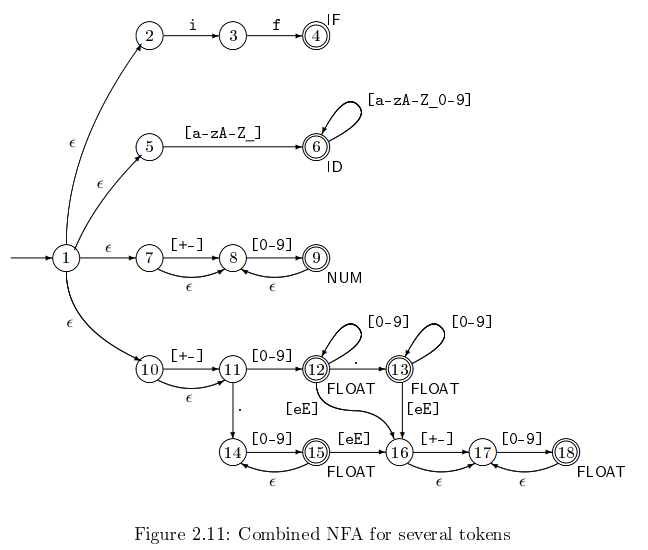 IF
2 i 3 f 4
[a-zA-Z_0-9]
ϵ
5 [a-zA-Z_] 6
ID
ϵ
1 ϵ 7 [+-] 8 [0-9] 9
NUM
ϵ ϵ
ϵ
[0-9] [0-9]
10 [+-] 11 [0-9] 12 . 13
FLOAT FLOAT
ϵ
. [eE] [eE]
14 [0-9] 15 [eE] 16 [+-] 17 [0-9] 18
FLOAT FLOAT
ϵ ϵ ϵ
Figure 2.11: Combined NFA for several tokens